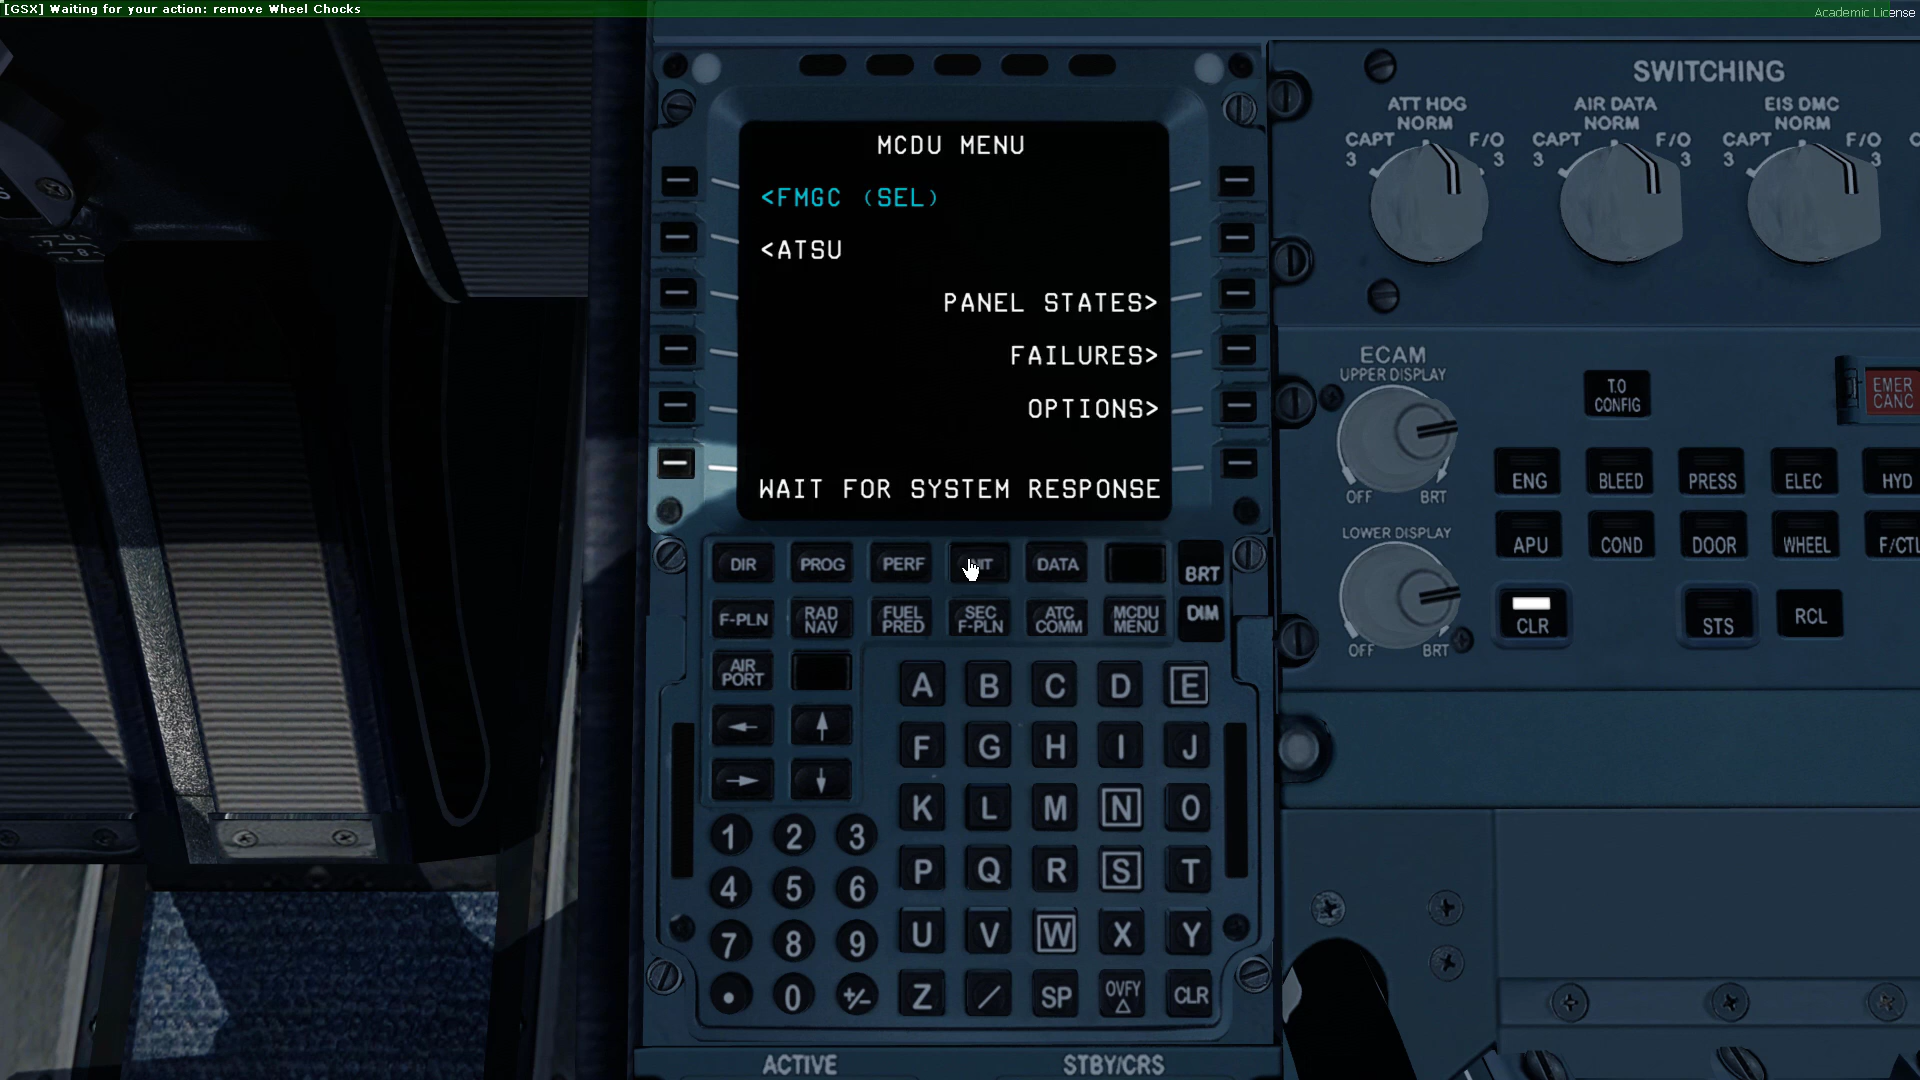 [GSX] Waiting for your action: remove Wheel Chocks
Academic License
MCDU MENU
<FMGC (SEL)
<ATSU
PANEL STATES>
FAILURES>
OPTIONS>
WAIT FOR SYSTEM RESPONSE
DIR PROG PERF DATA BRT
F-PLN RAD NAV FUEL PRED SEC F-PLN ATC COMM MCDU MENU DIM
AIR PORT
A B C D E
F G H I J
K L M N O
P Q R S T
U V W X Y
Z / SP OVFY △ CLR
← ↑
→ ↓
1 2 3
4 5 6
7 8 9
. 0 +/-
ACTIVE STBY/CRS
SWITCHING
ATT HDG AIR DATA EIS DMC
NORM NORM NORM
CAPT F/O CAPT F/O CAPT F/O
3 3 3 3 3 3
ECAM
UPPER DISPLAY
OFF BRT
LOWER DISPLAY
OFF BRT
T.O
CONFIG
EMER
CANC
ENG BLEED PRESS ELEC HYD
APU COND DOOR WHEEL F/CTL
CLR STS RCL